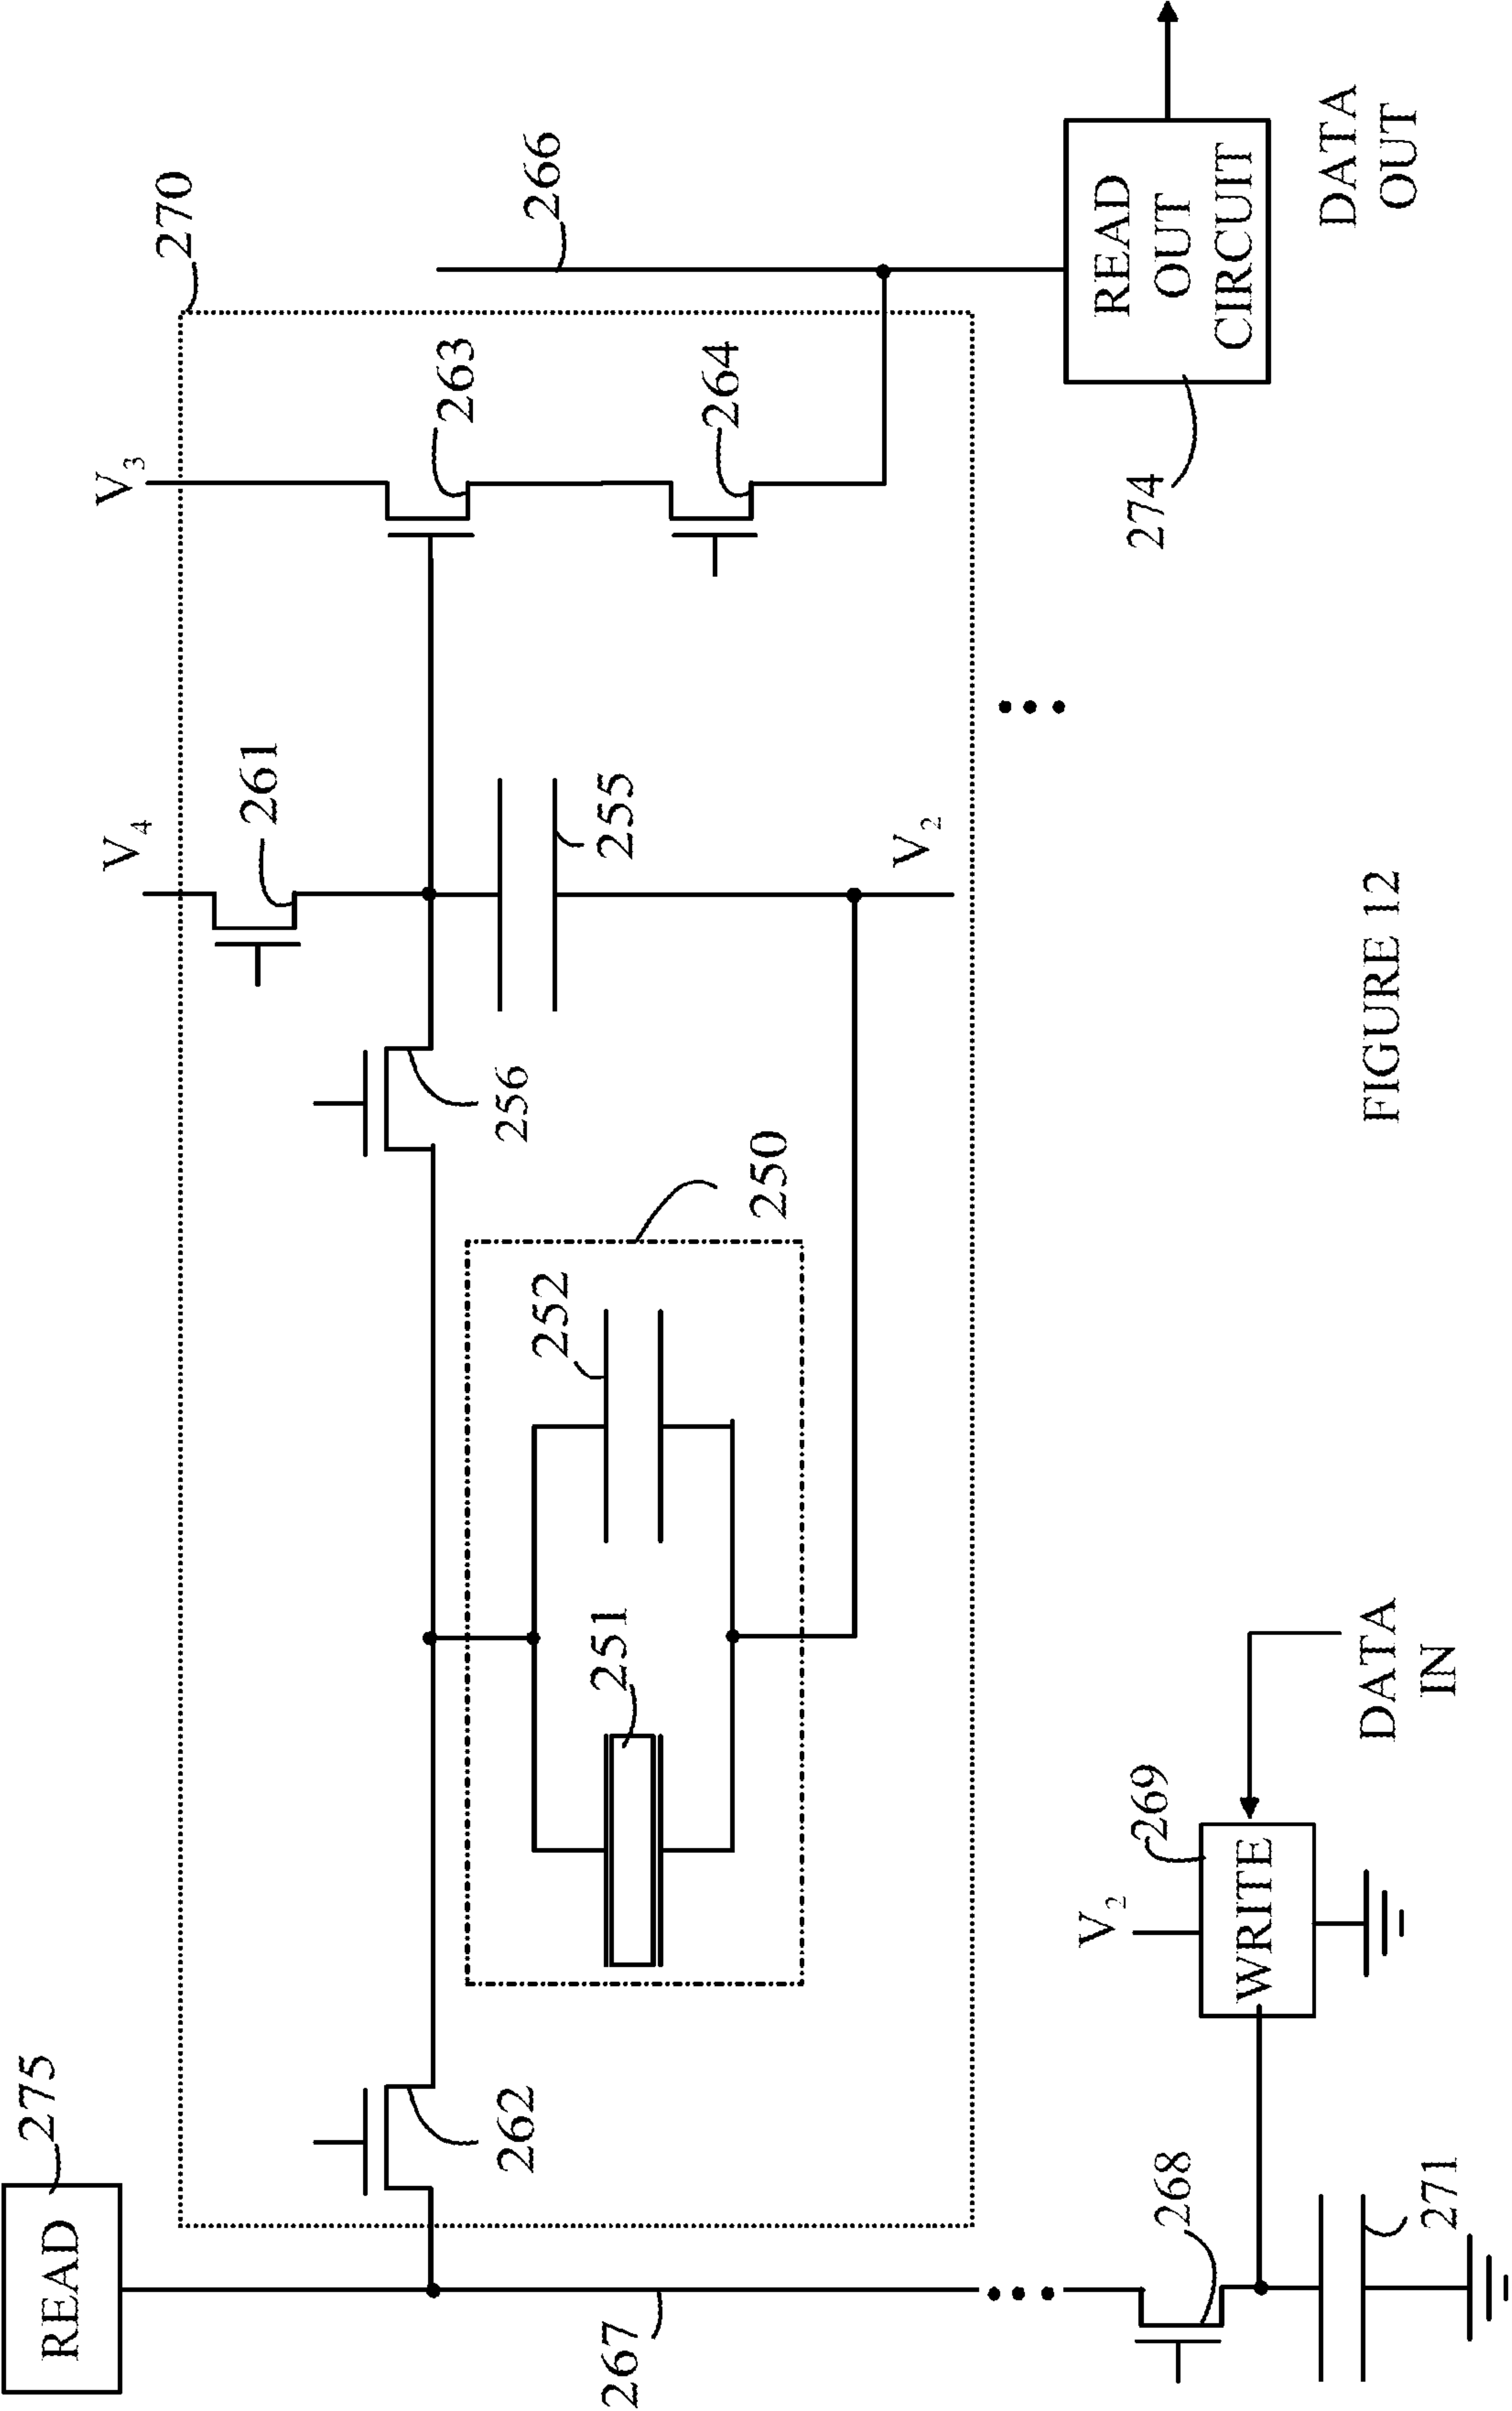 READ
275
V4
V3
270
261
263
266
262
256
252
267
251
255
264
250
V2
V2
269
WRITE
268
271
274
READ
OUT
CIRCUIT
DATA
OUT
DATA
IN
FIGURE 12